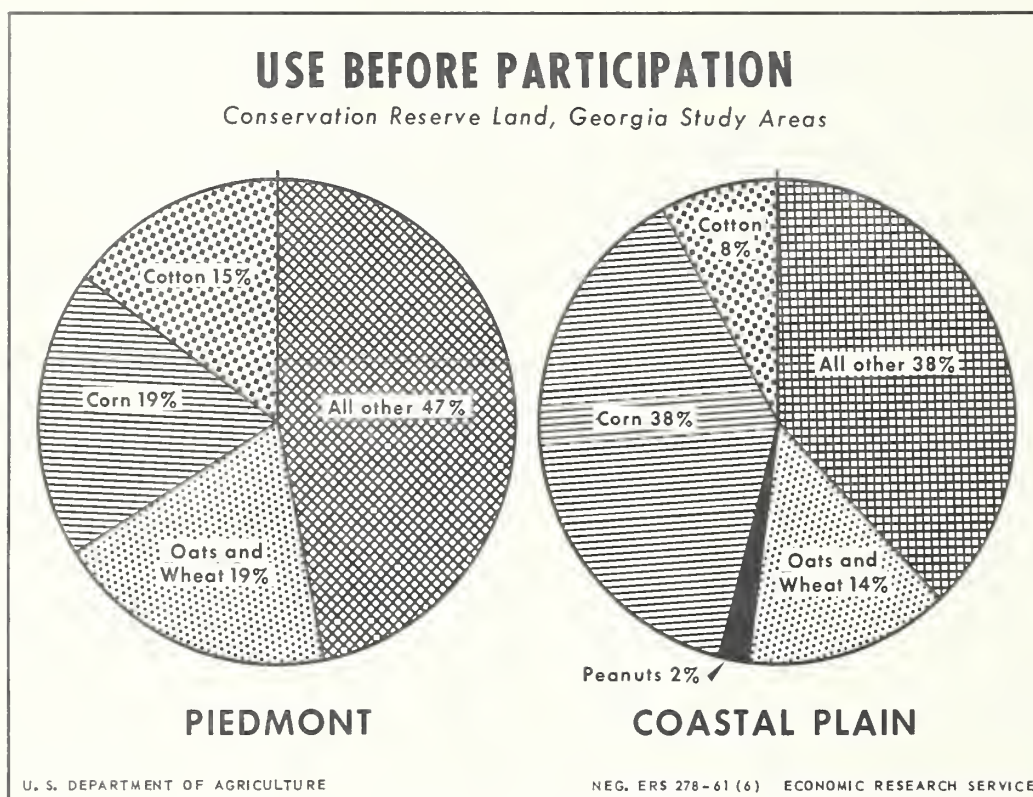 USE BEFORE PARTICIPATION
Conservation Reserve Land, Georgia Study Areas
Cotton 15%
Corn 19%
All other 47%
Oats and
Wheat 19%
PIEDMONT
Cotton
8%
All other 38%
Corn 38%
Oats and
Wheat 14%
Peanuts 2%
COASTAL PLAIN
U. S. DEPARTMENT OF AGRICULTURE
NEG. ERS 278-61 (6) ECONOMIC RESEARCH SERVICE